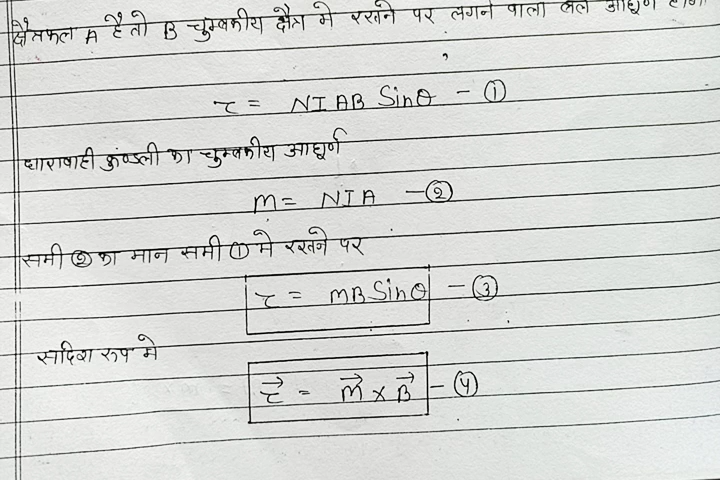 क्षेत्रफल A है तो B चुम्बकीय क्षेत्र मे रखने पर लगने वाला बल आघूर्ण होगा
τ = NIAB Sinθ - ①
धारावाही कुण्डली का चुम्बकीय आघूर्ण
m = NIA - ②
समी ② का मान समी ① मे रखने पर
τ = MB Sinθ - ③
सदिश रूप मे
τ⃗ = M⃗ × B⃗ - ④